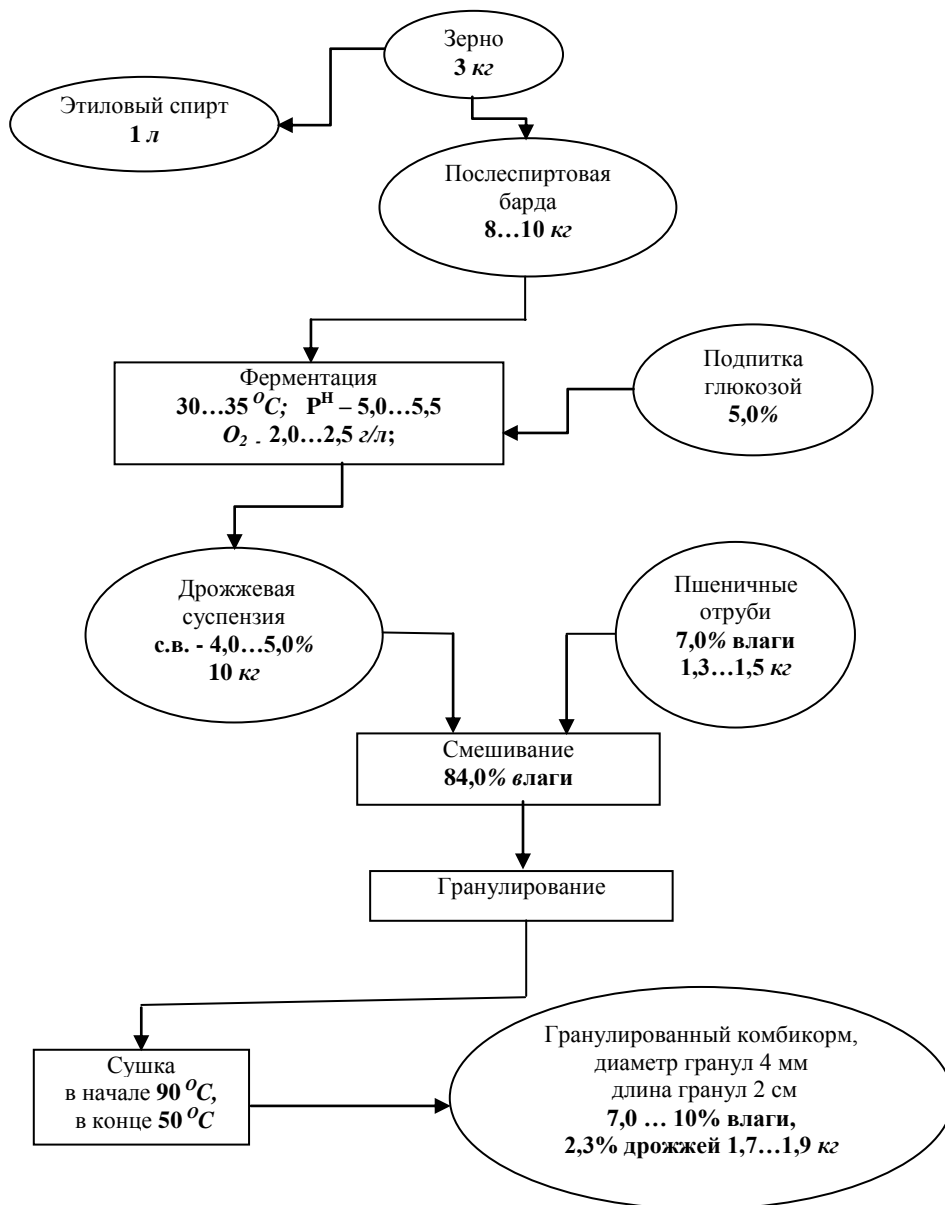 Зерно
3 кг
Этиловый спирт
1 л
Послеспиртовая
барда
8…10 кг
Ферментация
30…35 ᴼC; Pᴴ – 5,0…5,5
O₂ - 2,0…2,5 г/л;
Подпитка
глюкозой
5,0%
Дрожжевая
суспензия
с.в. - 4,0…5,0%
10 кг
Пшеничные
отруби
7,0% влаги
1,3…1,5 кг
Смешивание
84,0% влаги
Гранулирование
Сушка
в начале 90 ᴼC,
в конце 50 ᴼC
Гранулированный комбикорм,
диаметр гранул 4 мм
длина гранул 2 см
7,0 … 10% влаги,
2,3% дрожжей 1,7…1,9 кг